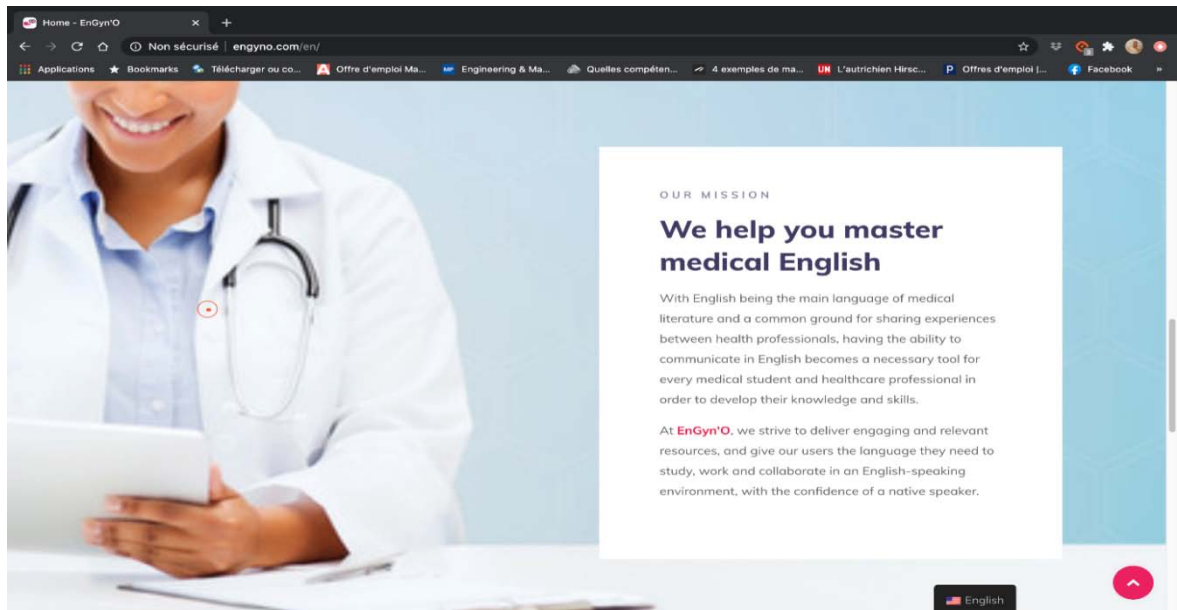 Home - EnGyn'O
Non sécurisé | engyno.com/en/
Applications
Bookmarks
Télécharger ou co...
Offre d'emploi Ma...
MF
Engineering & Ma...
Quelles compéten...
4 exemples de ma...
L'autrichien Hirsc...
P
Offres d'emploi |...
Facebook
»
OUR MISSION
We help you master
medical English
With English being the main language of medical
literature and a common ground for sharing experiences
between health professionals, having the ability to
communicate in English becomes a necessary tool for
every medical student and healthcare professional in
order to develop their knowledge and skills.
At EnGyn'O, we strive to deliver engaging and relevant
resources, and give our users the language they need to
study, work and collaborate in an English-speaking
environment, with the confidence of a native speaker.
English